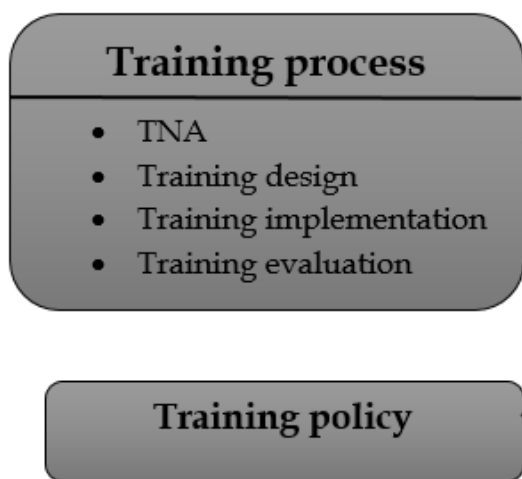 Training process
• TNA
• Training design
• Training implementation
• Training evaluation
Training policy